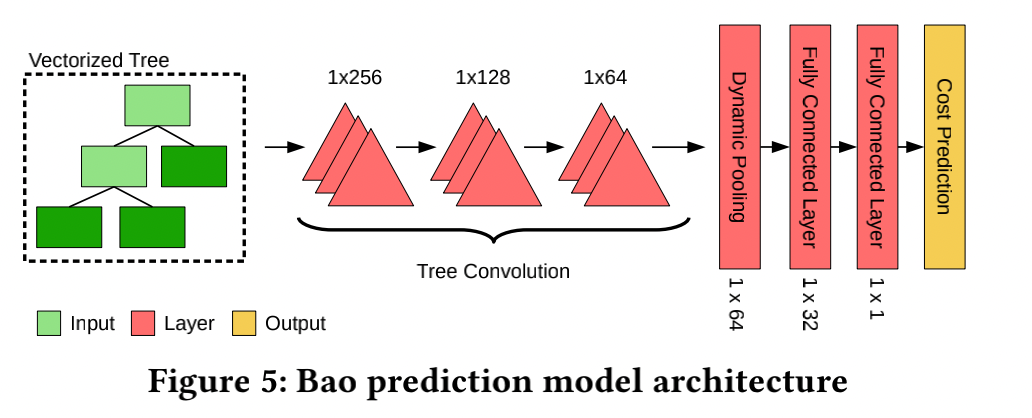 Vectorized Tree
1x256
1x128
1x64
Tree Convolution
Dynamic Pooling
1 x 64
Fully Connected Layer
1 x 32
Fully Connected Layer
1 x 1
Cost Prediction
Input
Layer
Output
Figure 5: Bao prediction model architecture